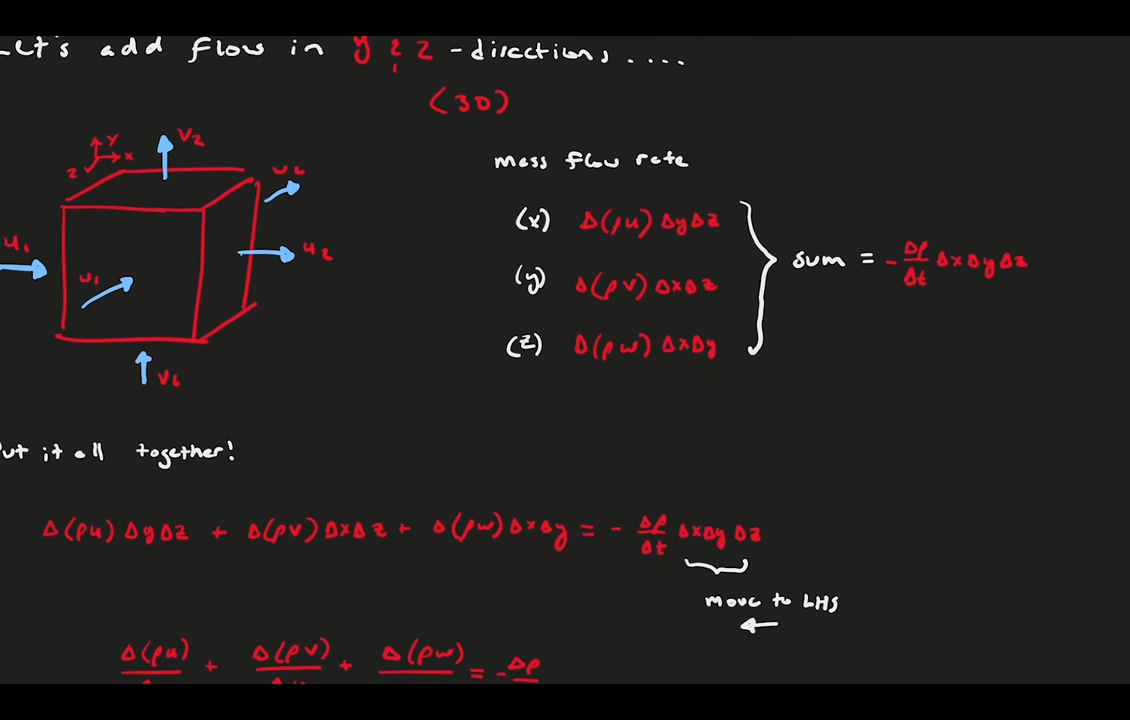 Let's add flow in y & z - directions....
(3D)
y
x
z
V2
w2
u1
u2
w1
V1
mass flow rate
(x) Δ(ρu) ΔyΔz
(y) Δ(ρv) ΔxΔz
(z) Δ(ρw) ΔxΔy
sum = - Δρ/Δt ΔxΔyΔz
Put it all together!
Δ(ρu) ΔyΔz + Δ(ρv) ΔxΔz + Δ(ρw) ΔxΔy = - Δρ/Δt ΔxΔyΔz
move to LHS
Δ(ρu) + Δ(ρv) + Δ(ρw) = - Δρ